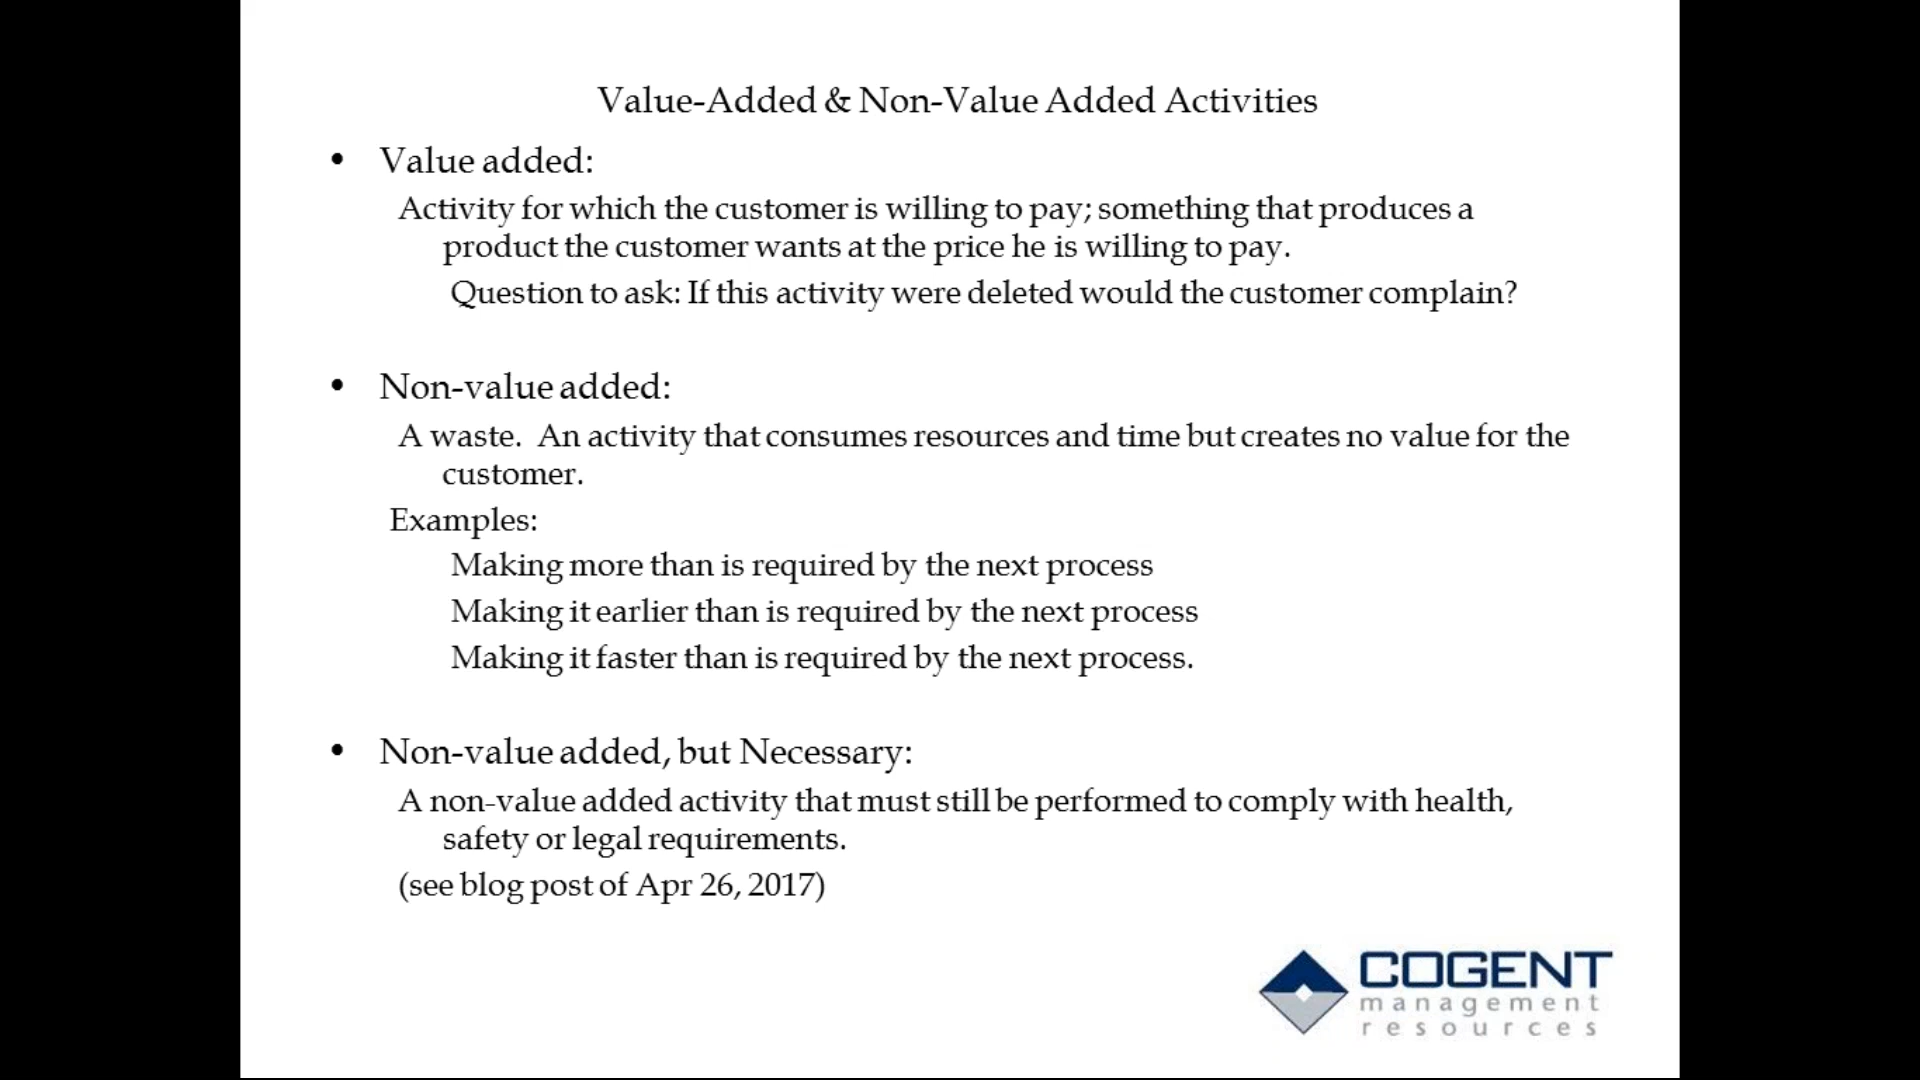 Value-Added & Non-Value Added Activities
• Value added:
Activity for which the customer is willing to pay; something that produces a
product the customer wants at the price he is willing to pay.
Question to ask: If this activity were deleted would the customer complain?
• Non-value added:
A waste.  An activity that consumes resources and time but creates no value for the
customer.
Examples:
Making more than is required by the next process
Making it earlier than is required by the next process
Making it faster than is required by the next process.
• Non-value added, but Necessary:
A non-value added activity that must still be performed to comply with health,
safety or legal requirements.
(see blog post of Apr 26, 2017)
COGENT
management
resources